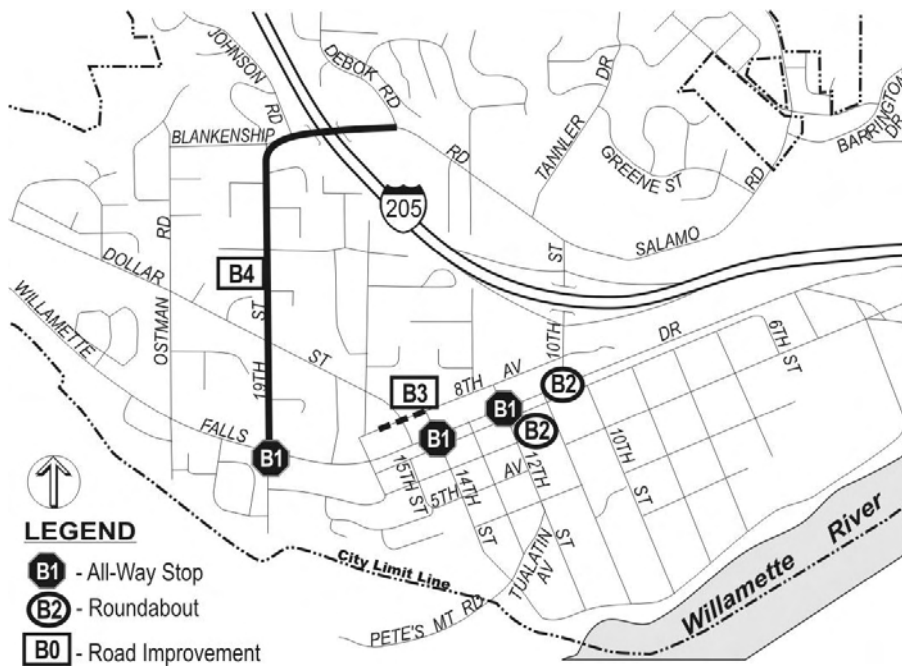 JOHNSON
RD
DEBOK
RD
BLANKENSHIP
RD
TANNLER
DR
GREENE ST
BARRINGTON
DR
RD
SALAMO
205
DOLLAR
ST
OSTMAN
RD
B4
19TH
ST
WILLAMETTE
FALLS
DR
10TH
ST
8TH
AV
6TH
ST
B3
B1
B1
B2
B2
B1
15TH ST
14TH
ST
5TH
AV
12TH
ST
10TH
ST
TUALATIN
AV
PETE'S MT RD
City Limit Line
Willamette River
LEGEND
B1 - All-Way Stop
B2 - Roundabout
B0 - Road Improvement